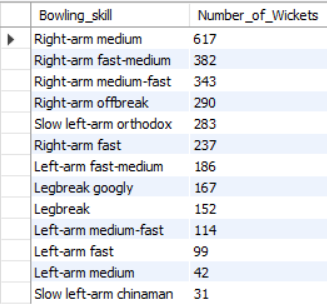 Bowling_skill Number_of_Wickets
Right-arm medium 617
Right-arm fast-medium 382
Right-arm medium-fast 343
Right-arm offbreak 290
Slow left-arm orthodox 283
Right-arm fast 237
Left-arm fast-medium 186
Legbreak googly 167
Legbreak 152
Left-arm medium-fast 114
Left-arm fast 99
Left-arm medium 42
Slow left-arm chinaman 31